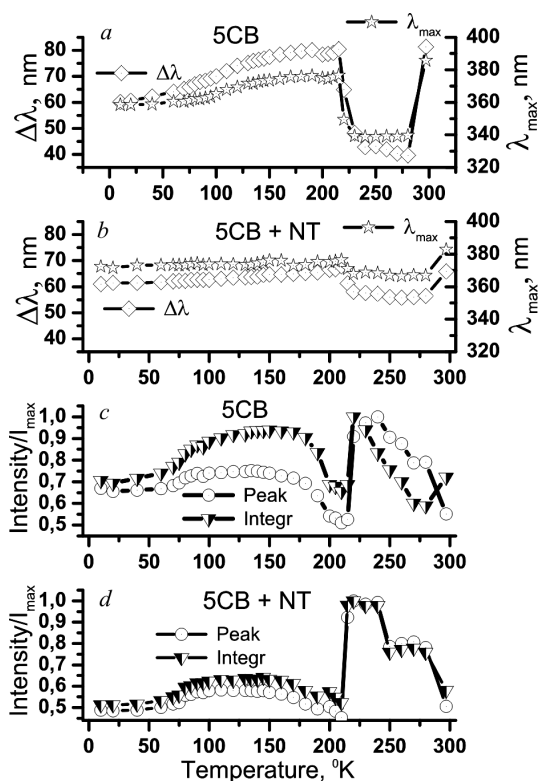 a
5CB
λmax
Δλ
Δλ, nm
80
70
60
50
40
λmax, nm
400
380
360
340
320
0 50 100 150 200 250 300
b
5CB + NT
λmax
Δλ
Δλ, nm
80
70
60
50
40
λmax, nm
400
380
360
340
320
0 50 100 150 200 250 300
c
5CB
Peak
Integr
Intensity/Imax
1,0
0,9
0,8
0,7
0,6
0,5
0 50 100 150 200 250 300
d
5CB + NT
Peak
Integr
Intensity/Imax
1,0
0,9
0,8
0,7
0,6
0,5
0 50 100 150 200 250 300
Temperature, °K